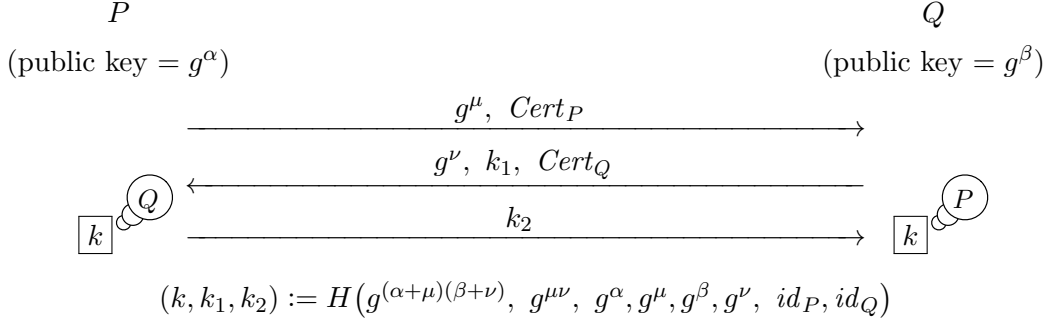 P Q
(public key = g^α) (public key = g^β)
g^μ, Cert_P
g^ν, k_1, Cert_Q
Q P
k_2
k k
(k, k_1, k_2) := H(g^{(α+μ)(β+ν)}, g^{μν}, g^α, g^μ, g^β, g^ν, id_P, id_Q)